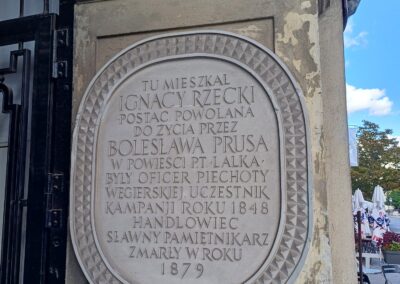 TU MIESZKAŁ
IGNACY RZECKI
POSTAĆ POWOŁANA
DO ŻYCIA PRZEZ
BOLESŁAWA PRUSA
W POWIEŚCI PT·LALKA·
BYŁY OFICER PIECHOTY
WĘGIERSKIEJ, UCZESTNIK
KAMPANJI ROKU 1848
HANDLOWIEC
SŁAWNY PAMIĘTNIKARZ
ZMARŁY W ROKU
1879